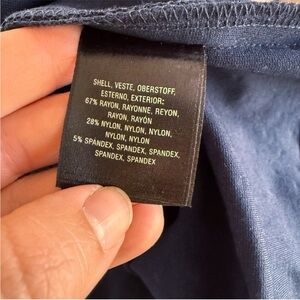 SHELL, VESTE, OBERSTOFF,
ESTERNO, EXTERIOR:
67% RAYON, RAYONNE, REYON,
RAYON, RAYÓN
28% NYLON, NYLON, NYLON,
NYLON, NYLON
5% SPANDEX, SPANDEX, SPANDEX,
SPANDEX, SPANDEX